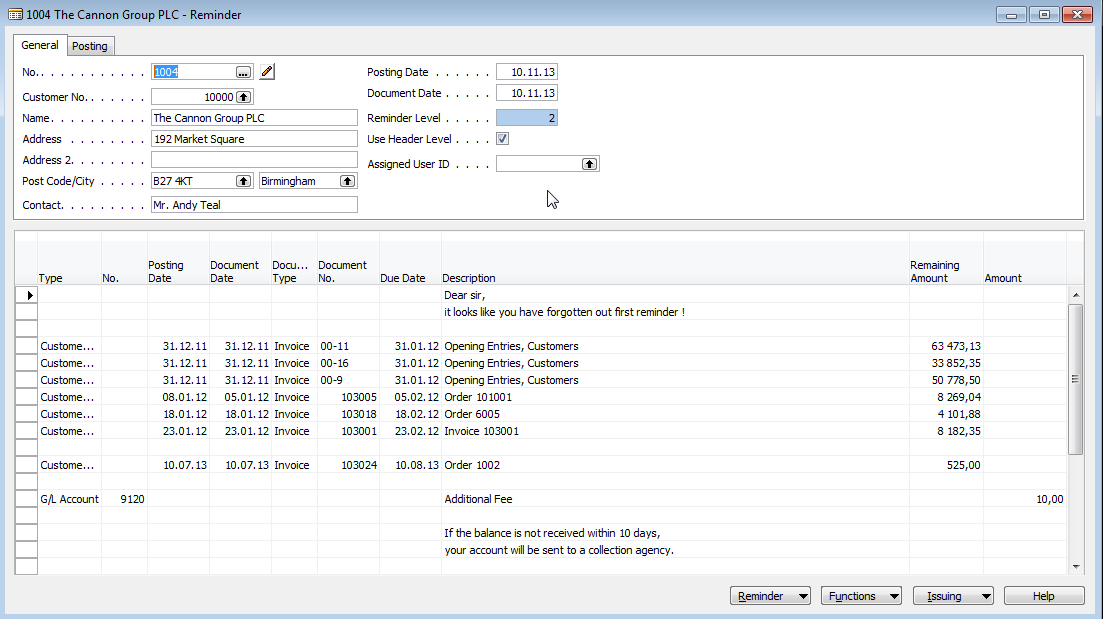 1004 The Cannon Group PLC - Reminder
General Posting
No. . . . . . . . . . . . 1004 ...
Customer No. . . . . . . 10000
Name. . . . . . . . . . . The Cannon Group PLC
Address . . . . . . . . . 192 Market Square
Address 2. . . . . . . . .
Post Code/City . . . . . B27 4KT Birmingham
Contact. . . . . . . . . . Mr. Andy Teal
Posting Date . . . . . . 10.11.13
Document Date . . . . . 10.11.13
Reminder Level . . . . . 2
Use Header Level . . . .
Assigned User ID . . . .
Type No. Posting Date Document Date Docu... Type Document No. Due Date Description Remaining Amount Amount
Dear sir,
it looks like you have forgotten out first reminder !
Custome... 31.12.11 31.12.11 Invoice 00-11 31.01.12 Opening Entries, Customers 63 473,13
Custome... 31.12.11 31.12.11 Invoice 00-16 31.01.12 Opening Entries, Customers 33 852,35
Custome... 31.12.11 31.12.11 Invoice 00-9 31.01.12 Opening Entries, Customers 50 778,50
Custome... 08.01.12 05.01.12 Invoice 103005 05.02.12 Order 101001 8 269,04
Custome... 18.01.12 18.01.12 Invoice 103018 18.02.12 Order 6005 4 101,88
Custome... 23.01.12 23.01.12 Invoice 103001 23.02.12 Invoice 103001 8 182,35
Custome... 10.07.13 10.07.13 Invoice 103024 10.08.13 Order 1002 525,00
G/L Account 9120 Additional Fee 10,00
If the balance is not received within 10 days,
your account will be sent to a collection agency.
Reminder Functions Issuing Help